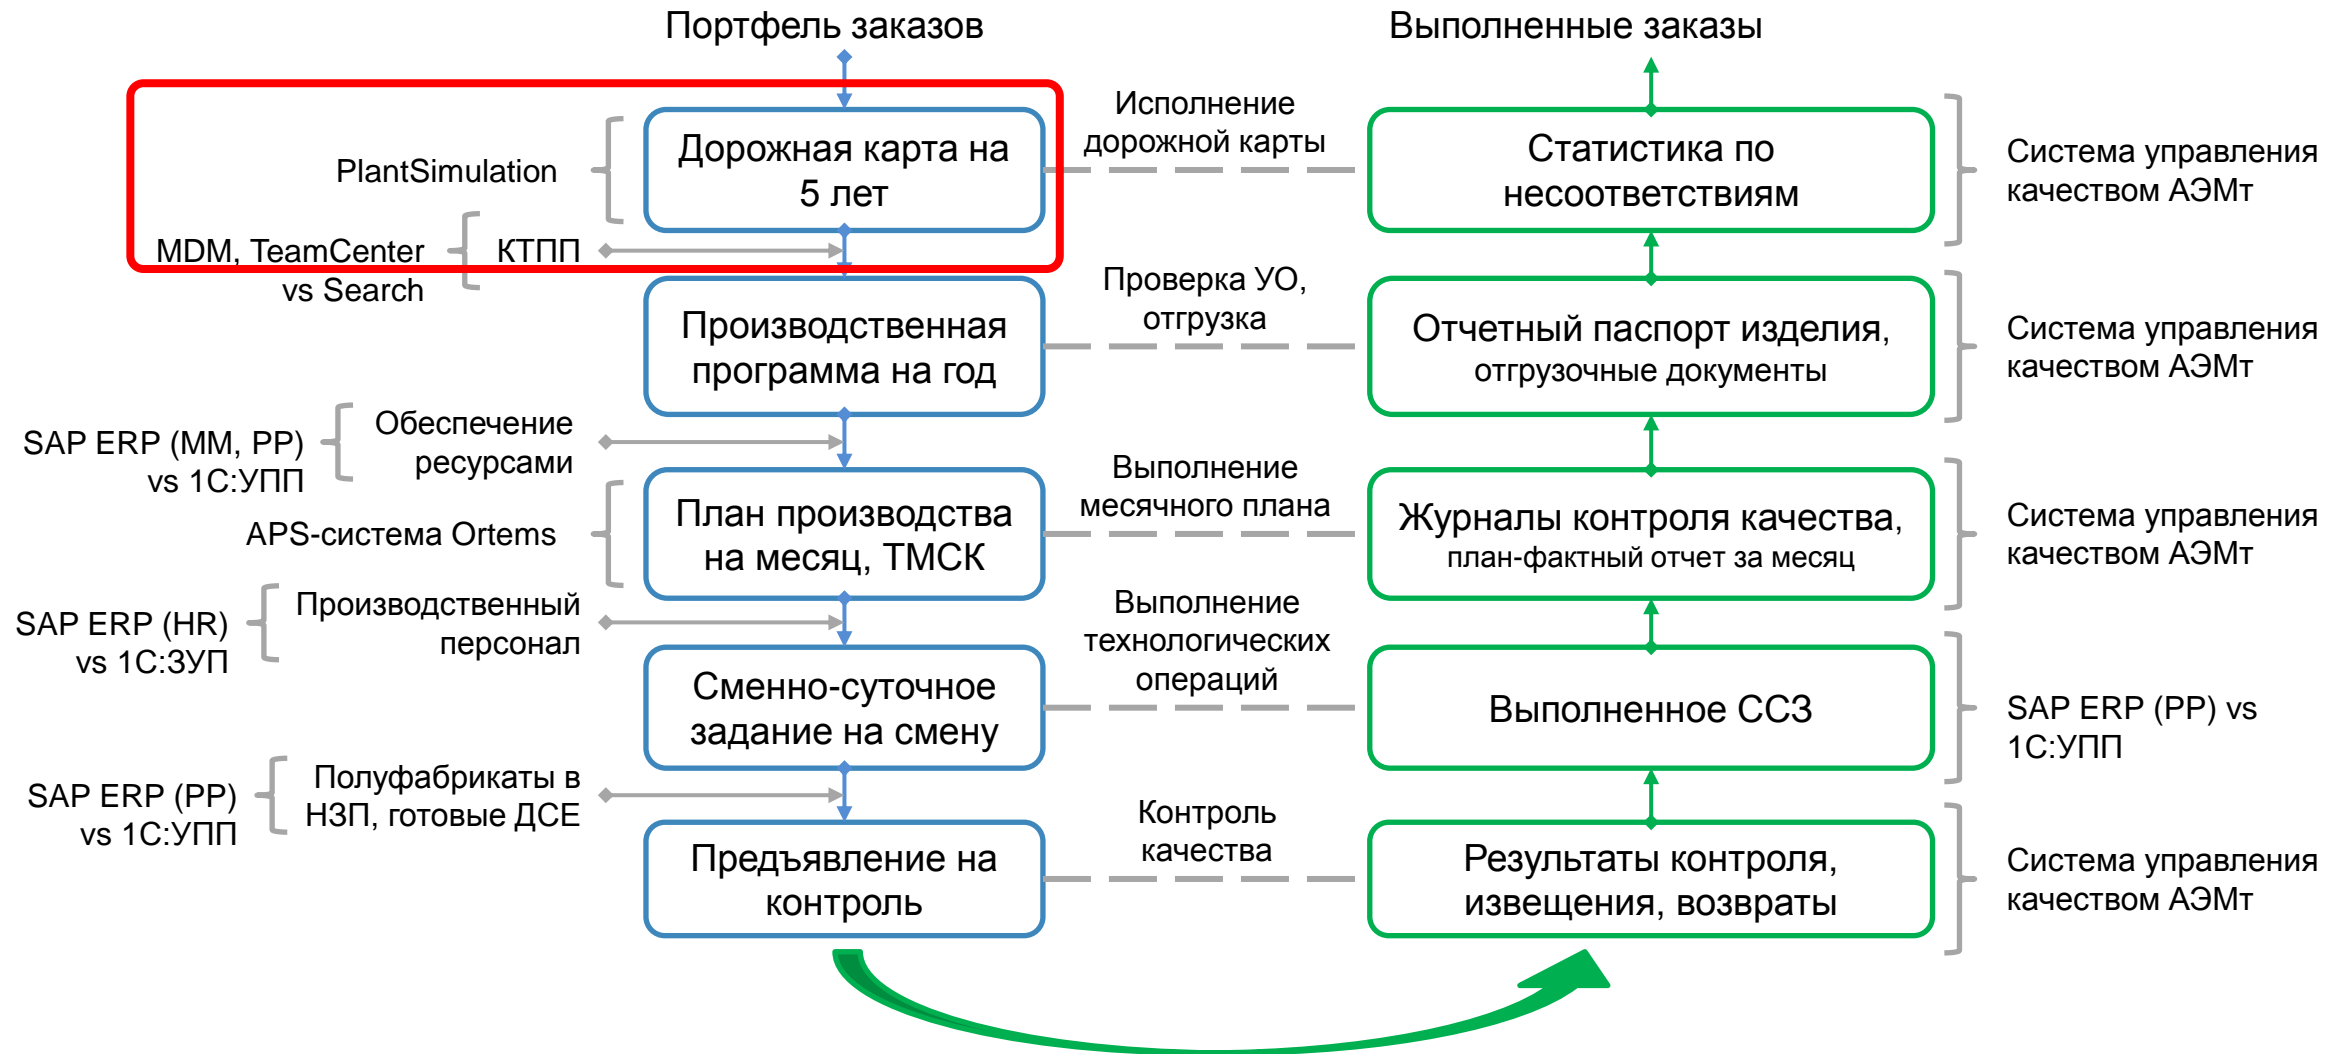 Портфель заказов
Выполненные заказы
PlantSimulation
Дорожная карта на
5 лет
Исполнение
дорожной карты
Статистика по
несоответствиям
Система управления
качеством АЭМт
MDM, TeamCenter
vs Search
КТПП
Производственная
программа на год
Проверка УО,
отгрузка
Отчетный паспорт изделия,
отгрузочные документы
Система управления
качеством АЭМт
SAP ERP (MM, PP)
vs 1С:УПП
Обеспечение
ресурсами
APS-система Ortems
План производства
на месяц, ТМСК
Выполнение
месячного плана
Журналы контроля качества,
план-фактный отчет за месяц
Система управления
качеством АЭМт
SAP ERP (HR)
vs 1С:ЗУП
Производственный
персонал
Сменно-суточное
задание на смену
Выполнение
технологических
операций
Выполненное ССЗ
SAP ERP (PP) vs
1С:УПП
SAP ERP (PP)
vs 1С:УПП
Полуфабрикаты в
НЗП, готовые ДСЕ
Предъявление на
контроль
Контроль
качества
Результаты контроля,
извещения, возвраты
Система управления
качеством АЭМт